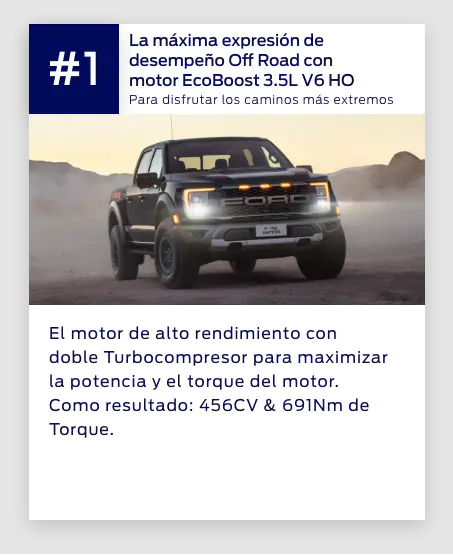 #1
La máxima expresión de
desempeño Off Road con
motor EcoBoost 3.5L V6 HO
Para disfrutar los caminos más extremos
FORD
El motor de alto rendimiento con
doble Turbocompresor para maximizar
la potencia y el torque del motor.
Como resultado: 456CV & 691Nm de
Torque.